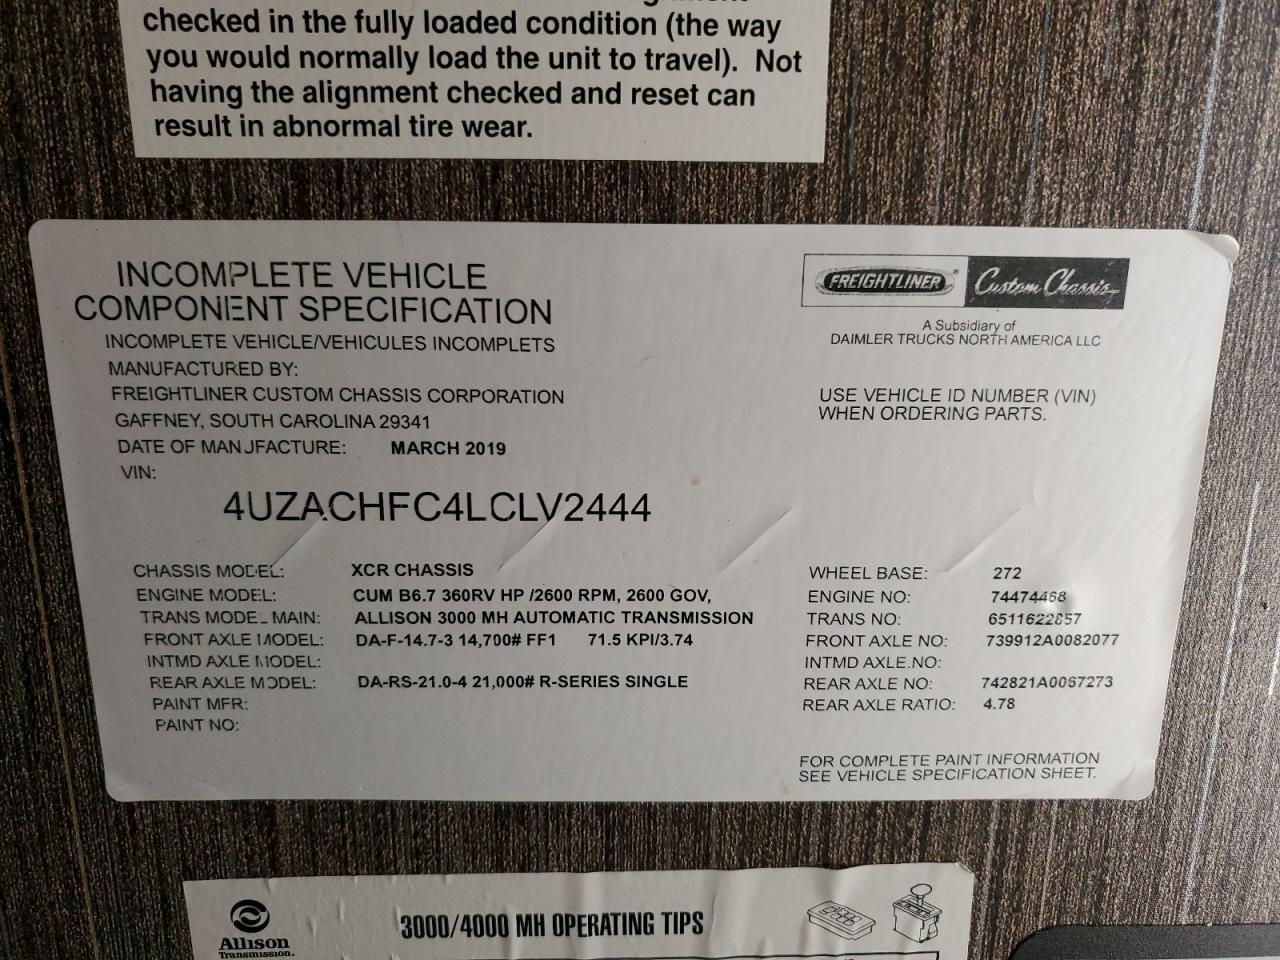 checked in the fully loaded condition (the way
you would normally load the unit to travel). Not
having the alignment checked and reset can
result in abnormal tire wear.
INCOMPLETE VEHICLE
COMPONENT SPECIFICATION
INCOMPLETE VEHICLE/VEHICULES INCOMPLETS
MANUFACTURED BY:
FREIGHTLINER CUSTOM CHASSIS CORPORATION
GAFFNEY, SOUTH CAROLINA 29341
DATE OF MANUFACTURE: MARCH 2019
VIN:
4UZACHFC4LCLV2444
FREIGHTLINER® Custom Chassis
A Subsidiary of
DAIMLER TRUCKS NORTH AMERICA LLC
USE VEHICLE ID NUMBER (VIN)
WHEN ORDERING PARTS.
CHASSIS MODEL: XCR CHASSIS
ENGINE MODEL: CUM B6.7 360RV HP /2600 RPM, 2600 GOV,
TRANS MODEL MAIN: ALLISON 3000 MH AUTOMATIC TRANSMISSION
FRONT AXLE MODEL: DA-F-14.7-3 14,700# FF1 71.5 KPI/3.74
INTMD AXLE MODEL:
REAR AXLE MODEL: DA-RS-21.0-4 21,000# R-SERIES SINGLE
PAINT MFR:
PAINT NO:
WHEEL BASE: 272
ENGINE NO: 74474468
TRANS NO: 6511622857
FRONT AXLE NO: 739912A0082077
INTMD AXLE.NO:
REAR AXLE NO: 742821A0067273
REAR AXLE RATIO: 4.78
FOR COMPLETE PAINT INFORMATION
SEE VEHICLE SPECIFICATION SHEET.
Allison
Transmission.
3000/4000 MH OPERATING TIPS